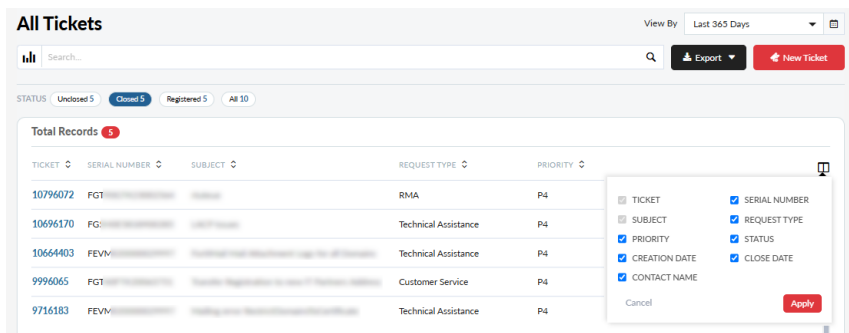 All Tickets
View By Last 365 Days
Search...
Export
New Ticket
STATUS Unclosed 5 Closed 5 Registered 5 All 10
Total Records 5
TICKET SERIAL NUMBER SUBJECT REQUEST TYPE PRIORITY
10796072 FGT RMA P4
10696170 FG Technical Assistance P4
10664403 FEVM Technical Assistance P4
9996065 FGT Customer Service P4
9716183 FEVM Technical Assistance P4
TICKET SERIAL NUMBER
SUBJECT REQUEST TYPE
PRIORITY STATUS
CREATION DATE CLOSE DATE
CONTACT NAME
Cancel Apply